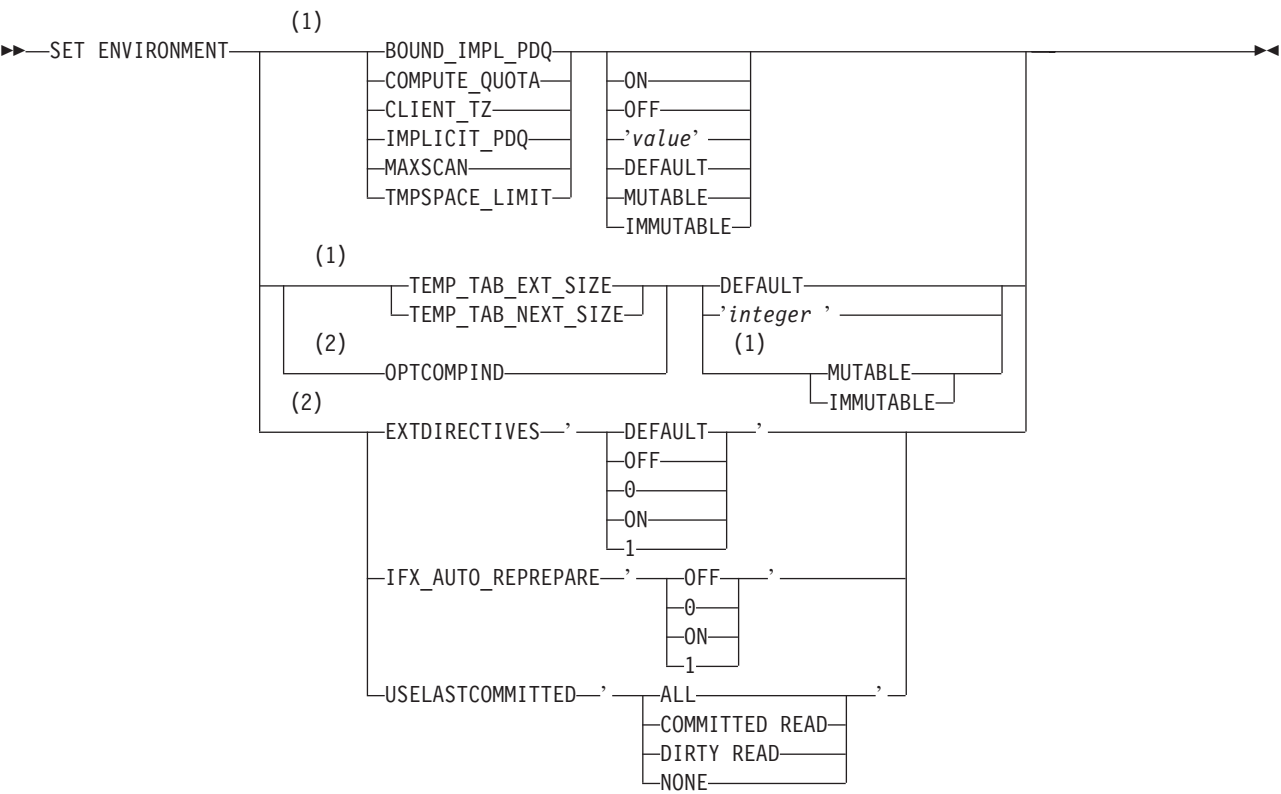 (1)
SET ENVIRONMENT BOUND_IMPL_PDQ
COMPUTE_QUOTA ON
CLIENT_TZ OFF
IMPLICIT_PDQ 'value'
MAXSCAN DEFAULT
TMPSPACE_LIMIT MUTABLE
IMMUTABLE
(1)
TEMP_TAB_EXT_SIZE DEFAULT
TEMP_TAB_NEXT_SIZE 'integer '
(2) (1)
OPTCOMPIND MUTABLE
(2) IMMUTABLE
EXTDIRECTIVES ' DEFAULT '
OFF
0
ON
1
IFX_AUTO_REPREPARE ' OFF '
0
ON
1
USELASTCOMMITTED ' ALL '
COMMITTED READ
DIRTY READ
NONE